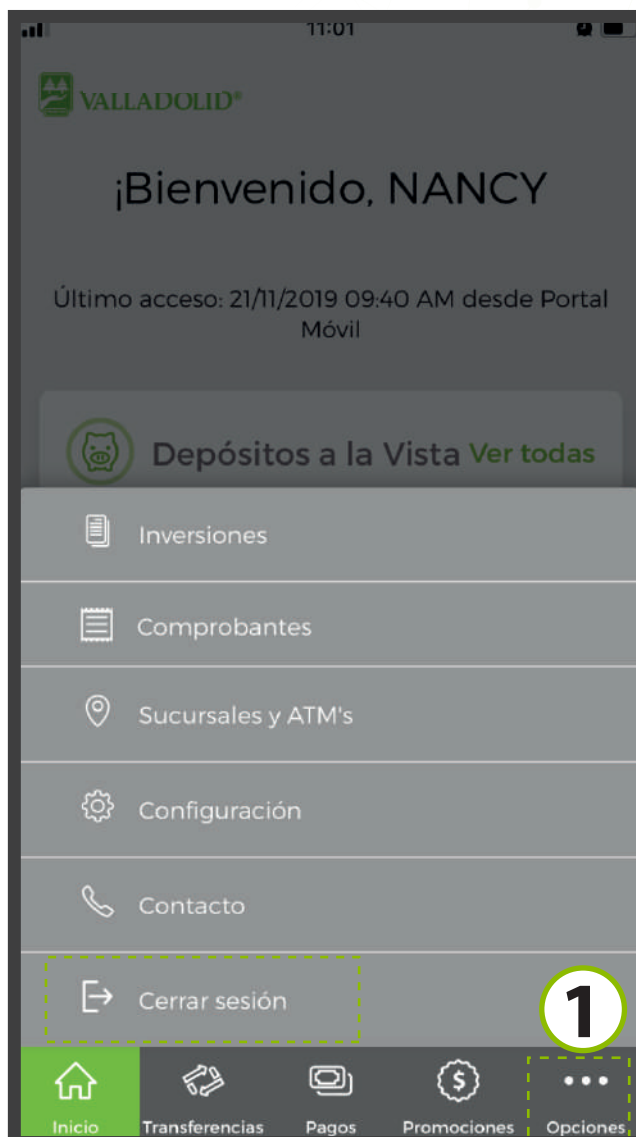 11:01
VALLADOLID®
¡Bienvenido, NANCY
Último acceso: 21/11/2019 09:40 AM desde Portal
Móvil
Depósitos a la Vista Ver todas
Inversiones
Comprobantes
Sucursales y ATM's
Configuración
Contacto
Cerrar sesión
1
Inicio Transferencias Pagos Promociones Opciones